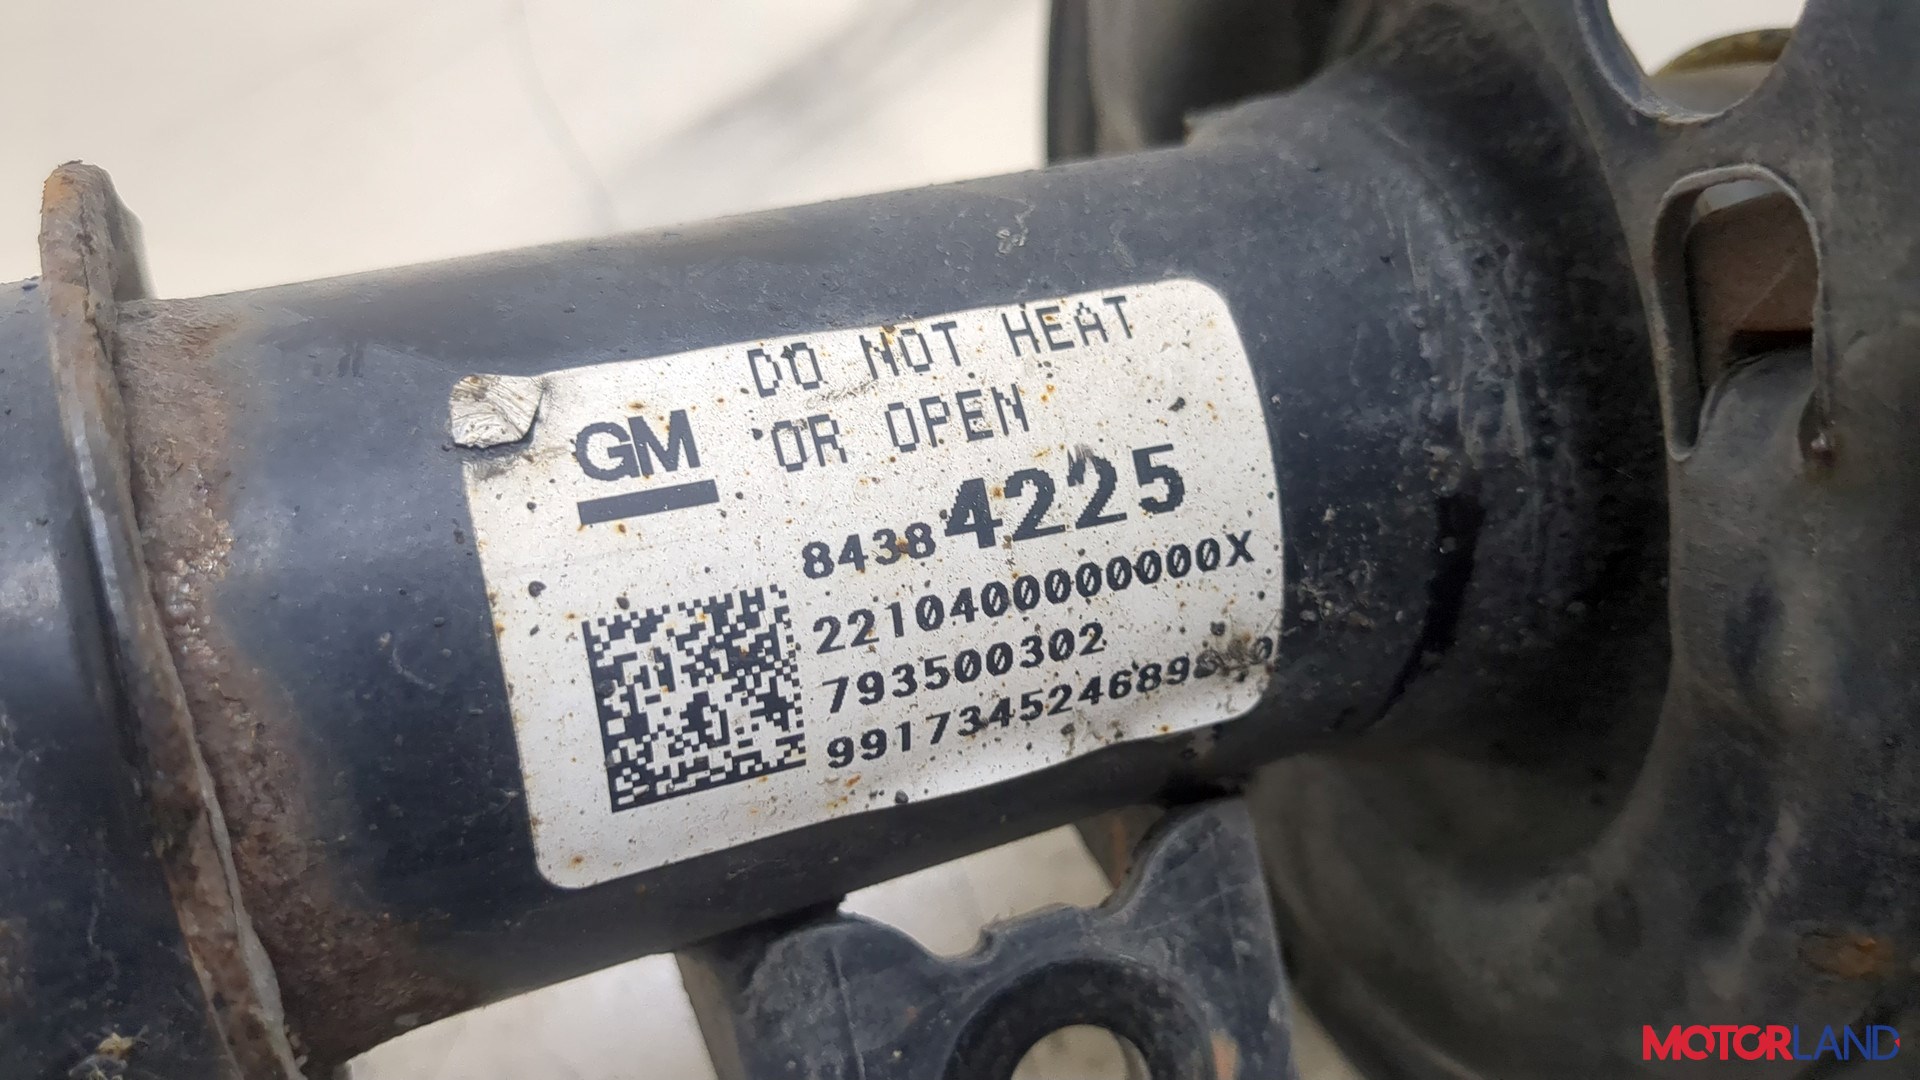 DO NOT HEAT
OR OPEN
GM
84384225
2210400000000X
793500302
MOTORLAND